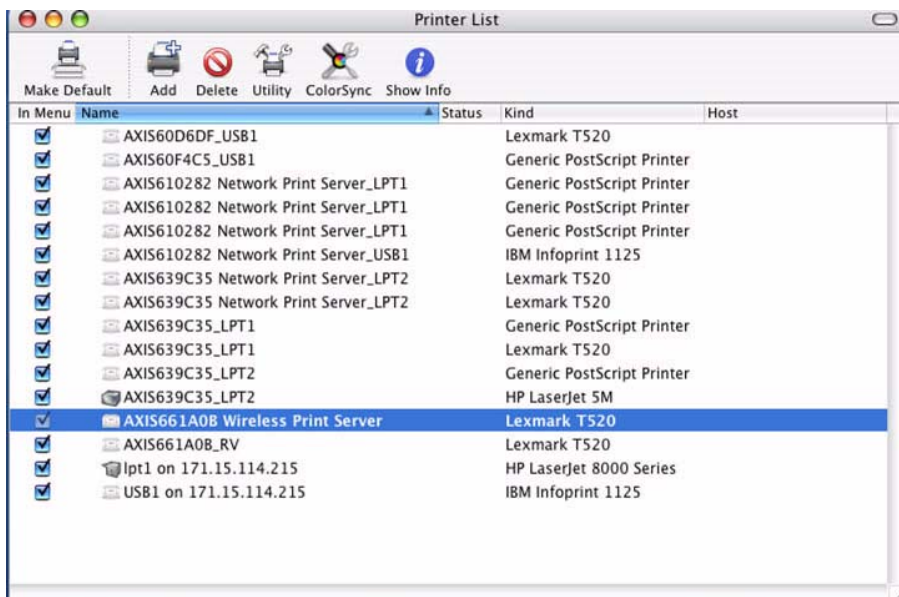 Printer List
Make Default Add Delete Utility ColorSync Show Info
In Menu Name Status Kind Host
AXIS60D6DF_USB1 Lexmark T520
AXIS60F4C5_USB1 Generic PostScript Printer
AXIS610282 Network Print Server_LPT1 Generic PostScript Printer
AXIS610282 Network Print Server_LPT1 Generic PostScript Printer
AXIS610282 Network Print Server_LPT1 Generic PostScript Printer
AXIS610282 Network Print Server_USB1 IBM Infoprint 1125
AXIS639C35 Network Print Server_LPT2 Lexmark T520
AXIS639C35 Network Print Server_LPT2 Lexmark T520
AXIS639C35_LPT1 Generic PostScript Printer
AXIS639C35_LPT1 Lexmark T520
AXIS639C35_LPT2 Generic PostScript Printer
AXIS639C35_LPT2 HP LaserJet 5M
AXIS661A0B Wireless Print Server Lexmark T520
AXIS661A0B_RV Lexmark T520
lpt1 on 171.15.114.215 HP LaserJet 8000 Series
USB1 on 171.15.114.215 IBM Infoprint 1125